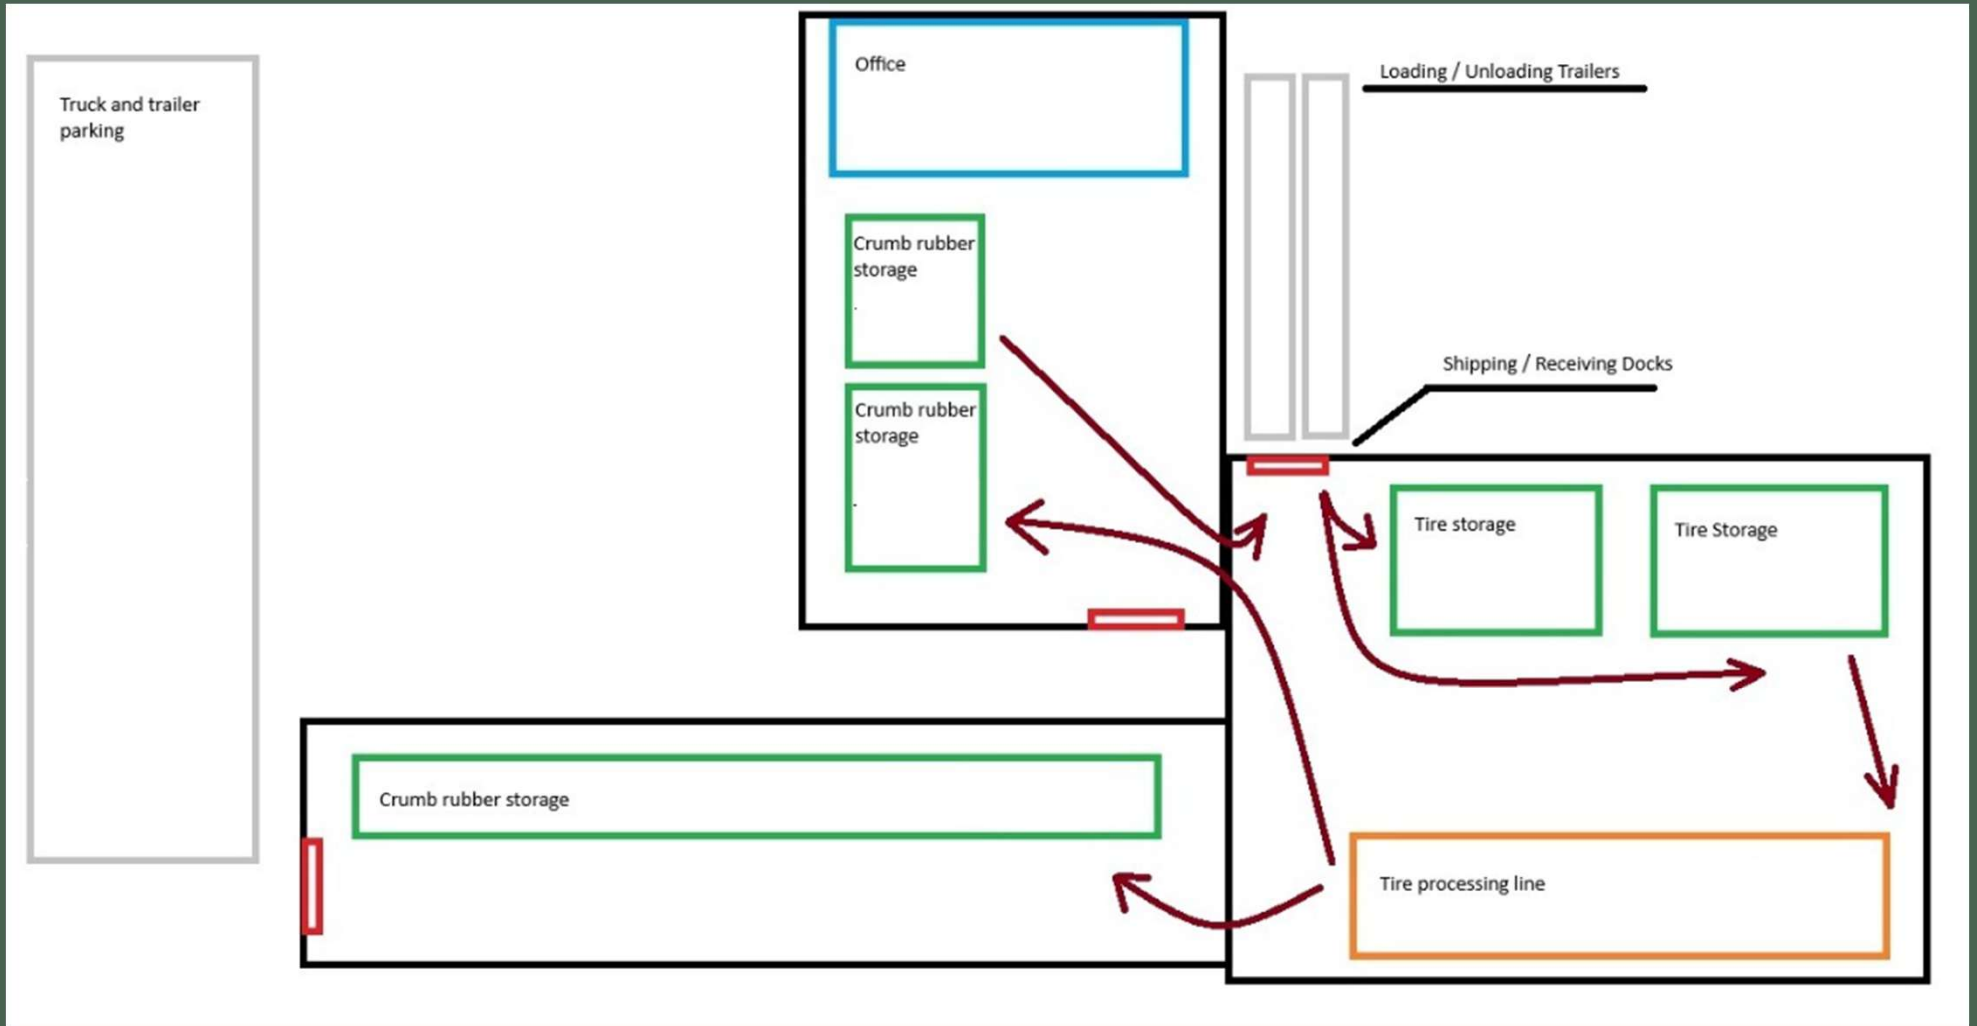 Office
Loading / Unloading Trailers
Truck and trailer
parking
Crumb rubber
storage
Shipping / Receiving Docks
Crumb rubber
storage
Tire storage
Tire Storage
Crumb rubber storage
Tire processing line